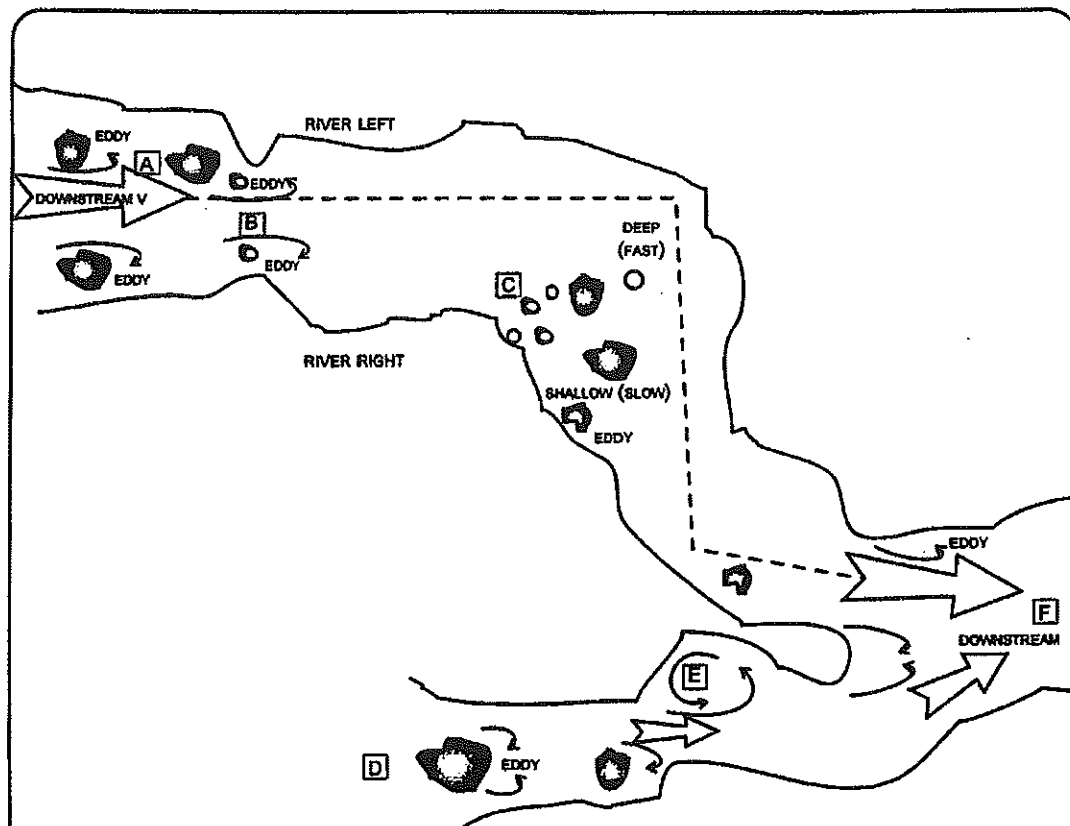 RIVER LEFT
EDDY
A
EDDY
DOWNSTREAM V
B
EDDY
EDDY
DEEP
(FAST)
C
RIVER RIGHT
SHALLOW (SLOW)
EDDY
EDDY
F
DOWNSTREAM
E
D
EDDY